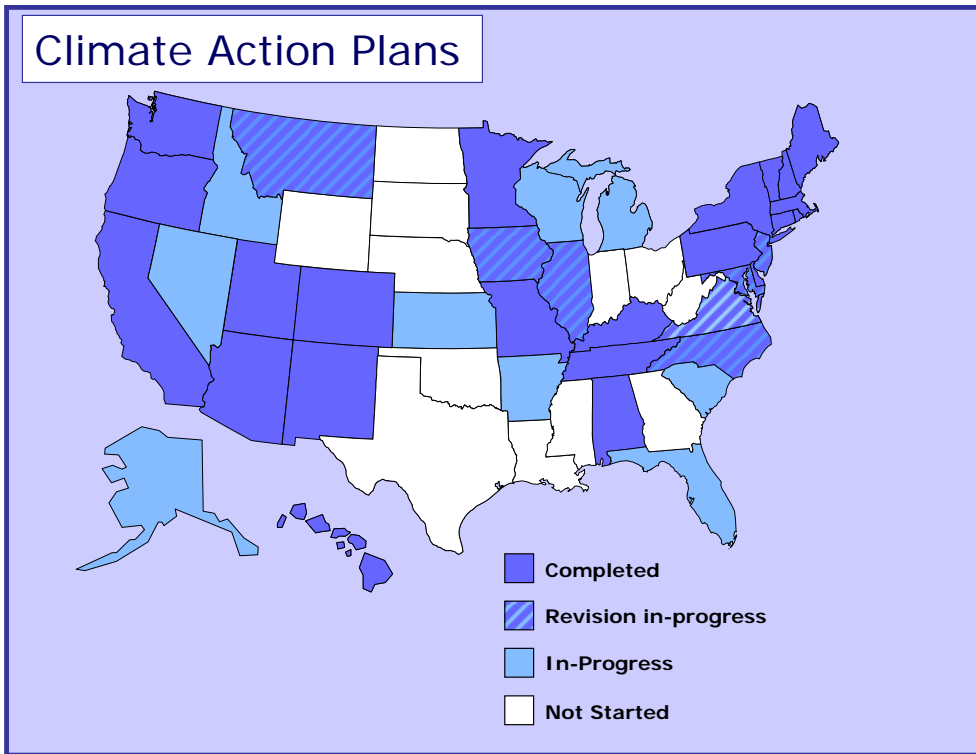 Climate Action Plans
Completed
Revision in-progress
In-Progress
Not Started